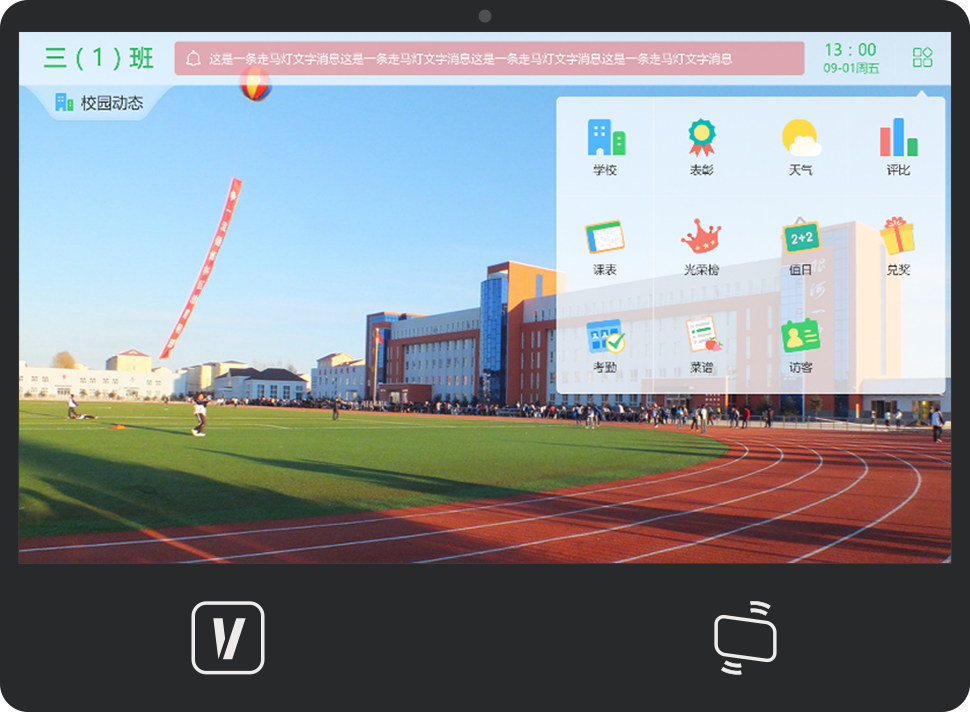 三(1)班
这是一条走马灯文字消息这是一条走马灯文字消息这是一条走马灯文字消息这是一条走马灯文字消息
13:00
09-01周五
校园动态
学校
表彰
天气
评比
课表
光荣榜
2+2
值日
兑奖
考勤
菜谱
访客